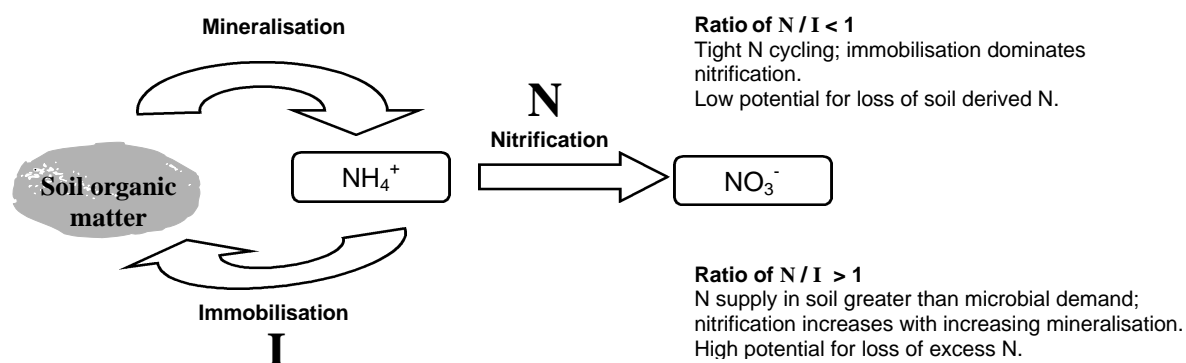 Mineralisation
Soil organic
matter
NH₄⁺
N
Nitrification
NO₃⁻
Immobilisation
I
Ratio of N / I < 1
Tight N cycling; immobilisation dominates
nitrification.
Low potential for loss of soil derived N.
Ratio of N / I > 1
N supply in soil greater than microbial demand;
nitrification increases with increasing mineralisation.
High potential for loss of excess N.